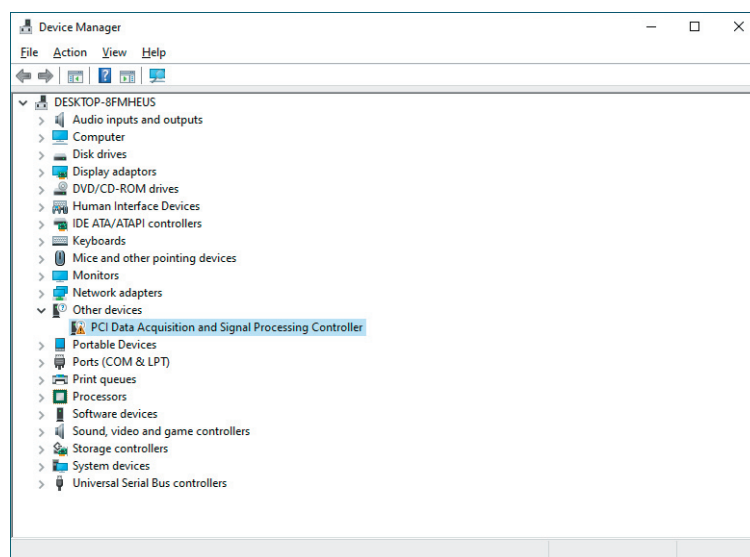 Device Manager
File Action View Help
DESKTOP-8FMHEUS
Audio inputs and outputs
Computer
Disk drives
Display adaptors
DVD/CD-ROM drives
Human Interface Devices
IDE ATA/ATAPI controllers
Keyboards
Mice and other pointing devices
Monitors
Network adapters
Other devices
PCI Data Acquisition and Signal Processing Controller
Portable Devices
Ports (COM & LPT)
Print queues
Processors
Software devices
Sound, video and game controllers
Storage controllers
System devices
Universal Serial Bus controllers